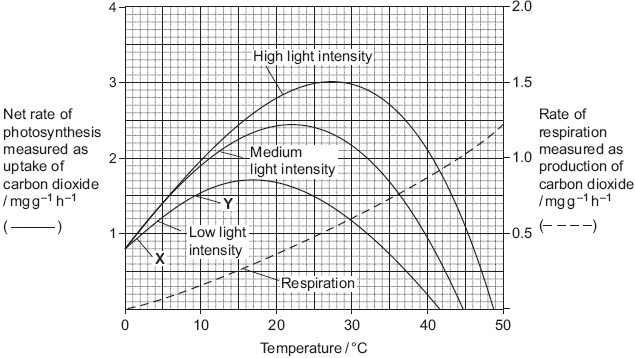 4
3
2
1
2.0
1.5
1.0
0.5
High light intensity
Medium
light intensity
Y
Low light
intensity
X
Respiration
Net rate of
photosynthesis
measured as
uptake of
carbon dioxide
/ mg g⁻¹ h⁻¹
(———)
Rate of
respiration
measured as
production of
carbon dioxide
/ mg g⁻¹ h⁻¹
(– – – –)
0
10
20
30
40
50
Temperature / °C